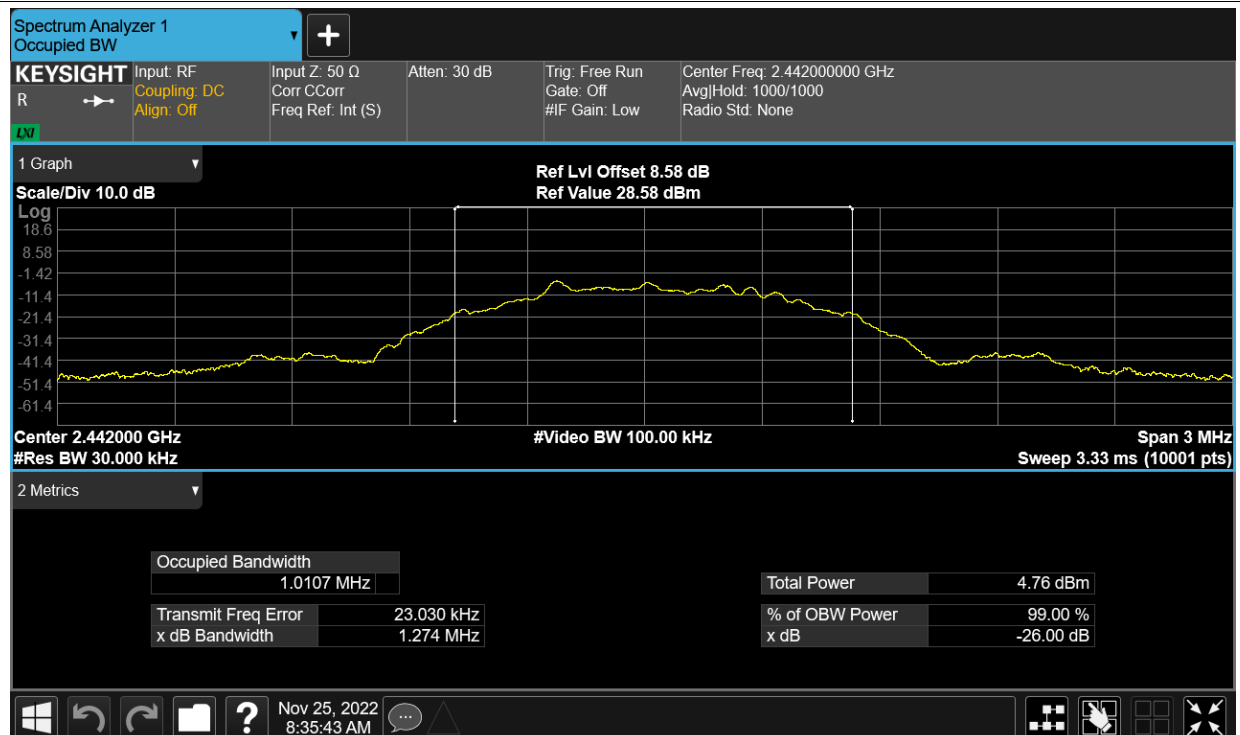 Spectrum Analyzer 1
Occupied BW
KEYSIGHT
R
LXI
Input: RF
Coupling: DC
Align: Off
Input Z: 50 Ω
Corr CCorr
Freq Ref: Int (S)
Atten: 30 dB
Trig: Free Run
Gate: Off
#IF Gain: Low
Center Freq: 2.442000000 GHz
Avg|Hold: 1000/1000
Radio Std: None
1 Graph
Scale/Div 10.0 dB
Ref Lvl Offset 8.58 dB
Ref Value 28.58 dBm
Log
18.6
8.58
-1.42
-11.4
-21.4
-31.4
-41.4
-51.4
-61.4
Center 2.442000 GHz
#Video BW 100.00 kHz
Span 3 MHz
#Res BW 30.000 kHz
Sweep 3.33 ms (10001 pts)
2 Metrics
Occupied Bandwidth
1.0107 MHz
Total Power 4.76 dBm
Transmit Freq Error 23.030 kHz
% of OBW Power 99.00 %
x dB Bandwidth 1.274 MHz
x dB -26.00 dB
?
Nov 25, 2022
8:35:43 AM